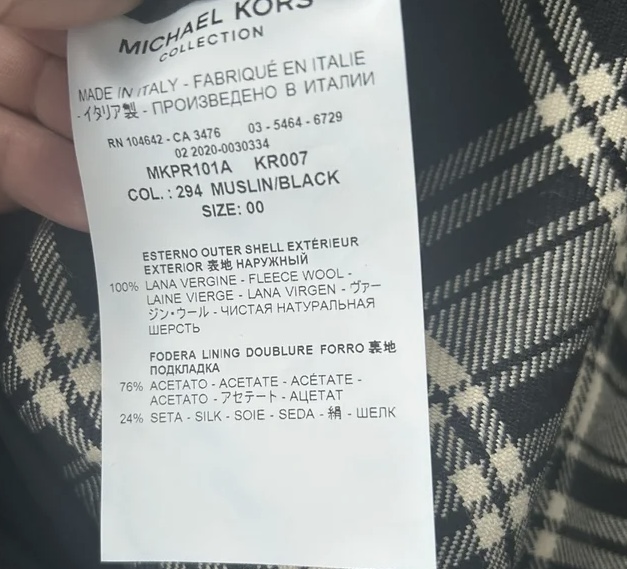 MICHAEL KORS
COLLECTION
MADE IN ITALY - FABRIQUÉ EN ITALIE
- イタリア製 - ПРОИЗВЕДЕНО В ИТАЛИИ
RN 104642 - CA 3476 03 - 5464 - 6729
02 2020-0030334
MKPR101A KR007
COL. : 294 MUSLIN/BLACK
SIZE: 00
ESTERNO OUTER SHELL EXTÉRIEUR
EXTERIOR 表地 НАРУЖНЫЙ
100% LANA VERGINE - FLEECE WOOL -
LAINE VIERGE - LANA VIRGEN - ヴァー
ジン・ウール - ЧИСТАЯ НАТУРАЛЬНАЯ
ШЕРСТЬ
FODERA LINING DOUBLURE FORRO 裏地
ПОДКЛАДКА
76% ACETATO - ACETATE - ACÉTATE -
ACETATO - アセテート - АЦЕТАТ
24% SETA - SILK - SOIE - SEDA - 絹 - ШЕЛК